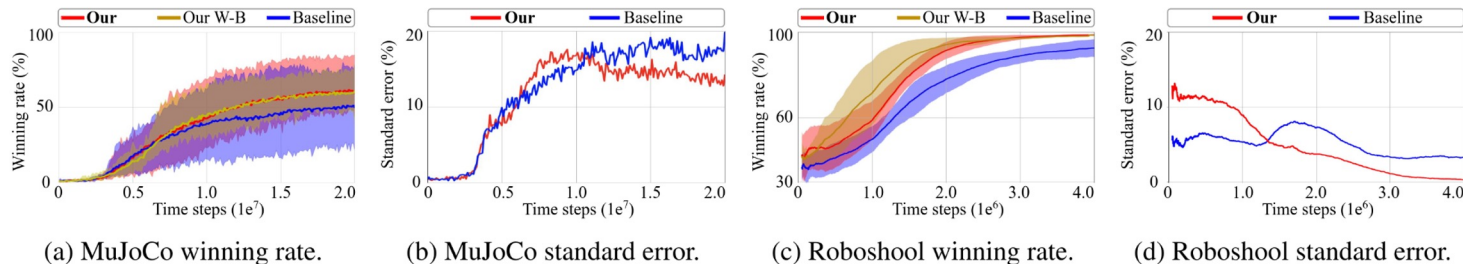 Our Our W-B Baseline
Winning rate (%)
100
50
0
0 0.5 1.0 1.5 2.0
Time steps (1e⁷)
(a) MuJoCo winning rate.
Our Baseline
Standard error (%)
20
10
0
0 0.5 1.0 1.5 2.0
Time steps (1e⁷)
(b) MuJoCo standard error.
Our Our W-B Baseline
Winning rate (%)
100
60
30
0 1.0 2.0 3.0 4.0
Time steps (1e⁶)
(c) Roboshool winning rate.
Our Baseline
Standard error (%)
20
10
0
0 1.0 2.0 3.0 4.0
Time steps (1e⁶)
(d) Roboshool standard error.